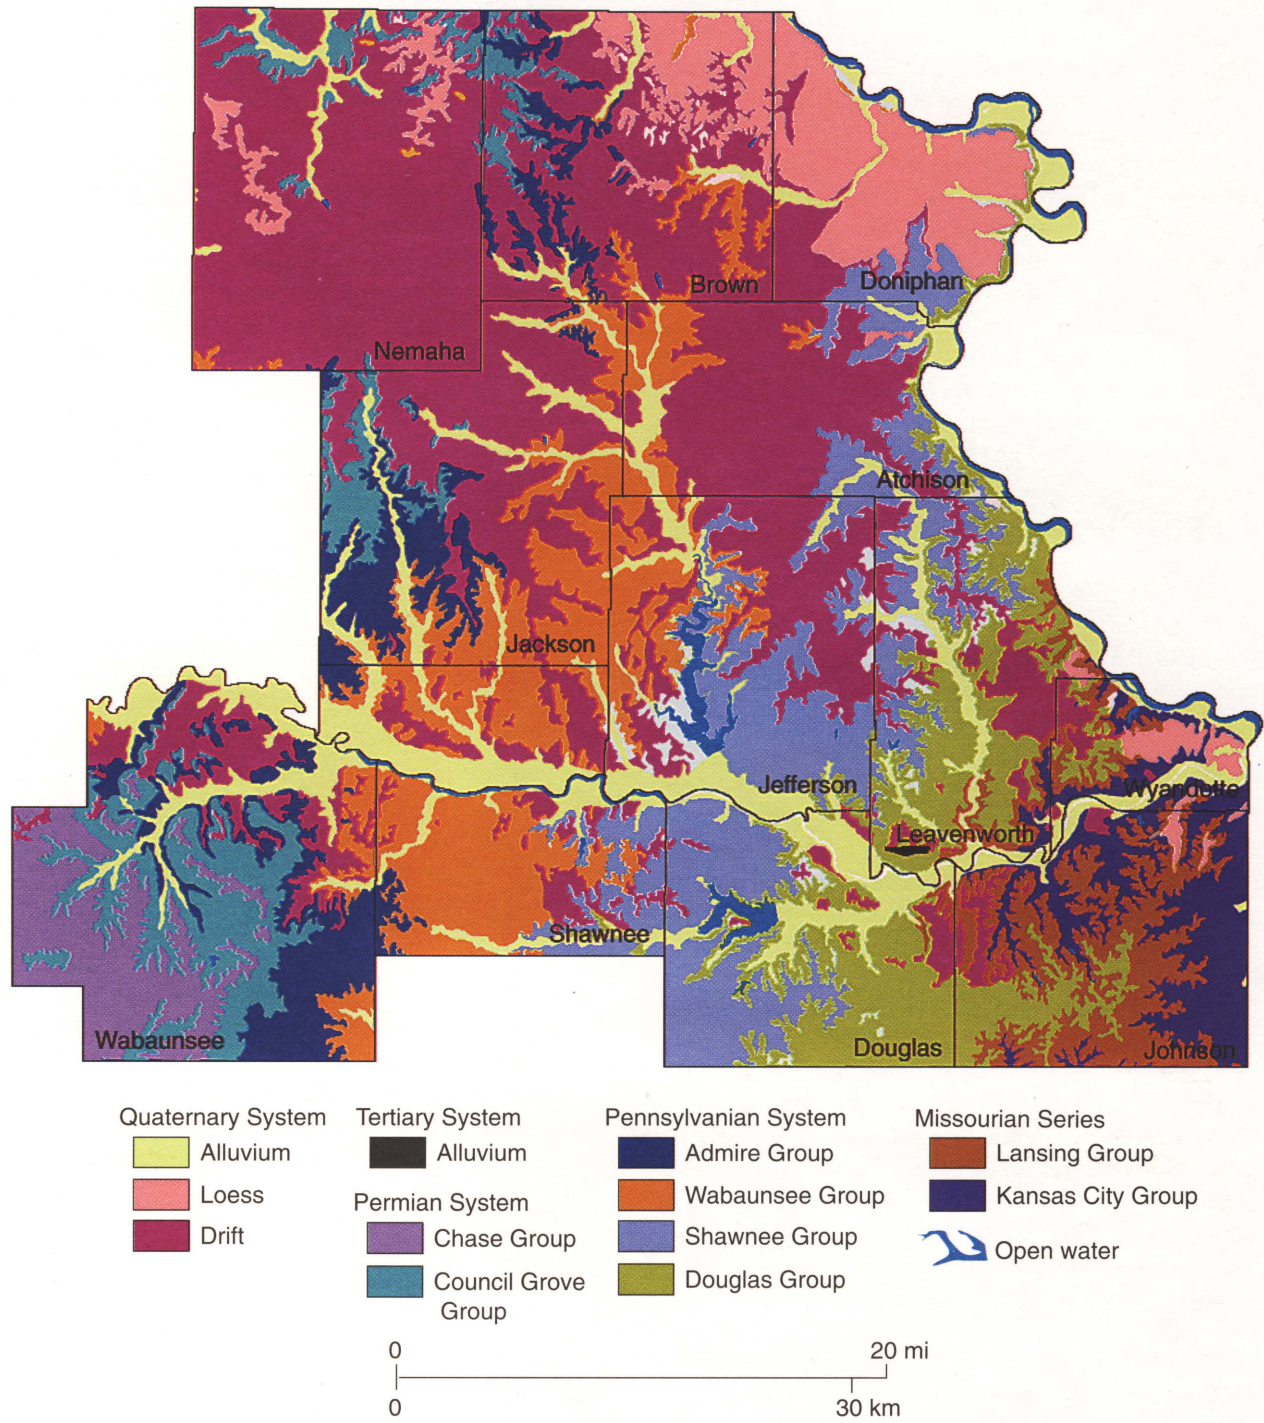 Brown
Doniphan
Nemaha
Atchison
Jackson
Jefferson
Wyandotte
Leavenworth
Shawnee
Wabaunsee
Douglas
Johnson
Quaternary System
Alluvium
Loess
Drift
Tertiary System
Alluvium
Permian System
Chase Group
Council Grove
Group
Pennsylvanian System
Admire Group
Wabaunsee Group
Shawnee Group
Douglas Group
Missourian Series
Lansing Group
Kansas City Group
Open water
0
20 mi
0
30 km